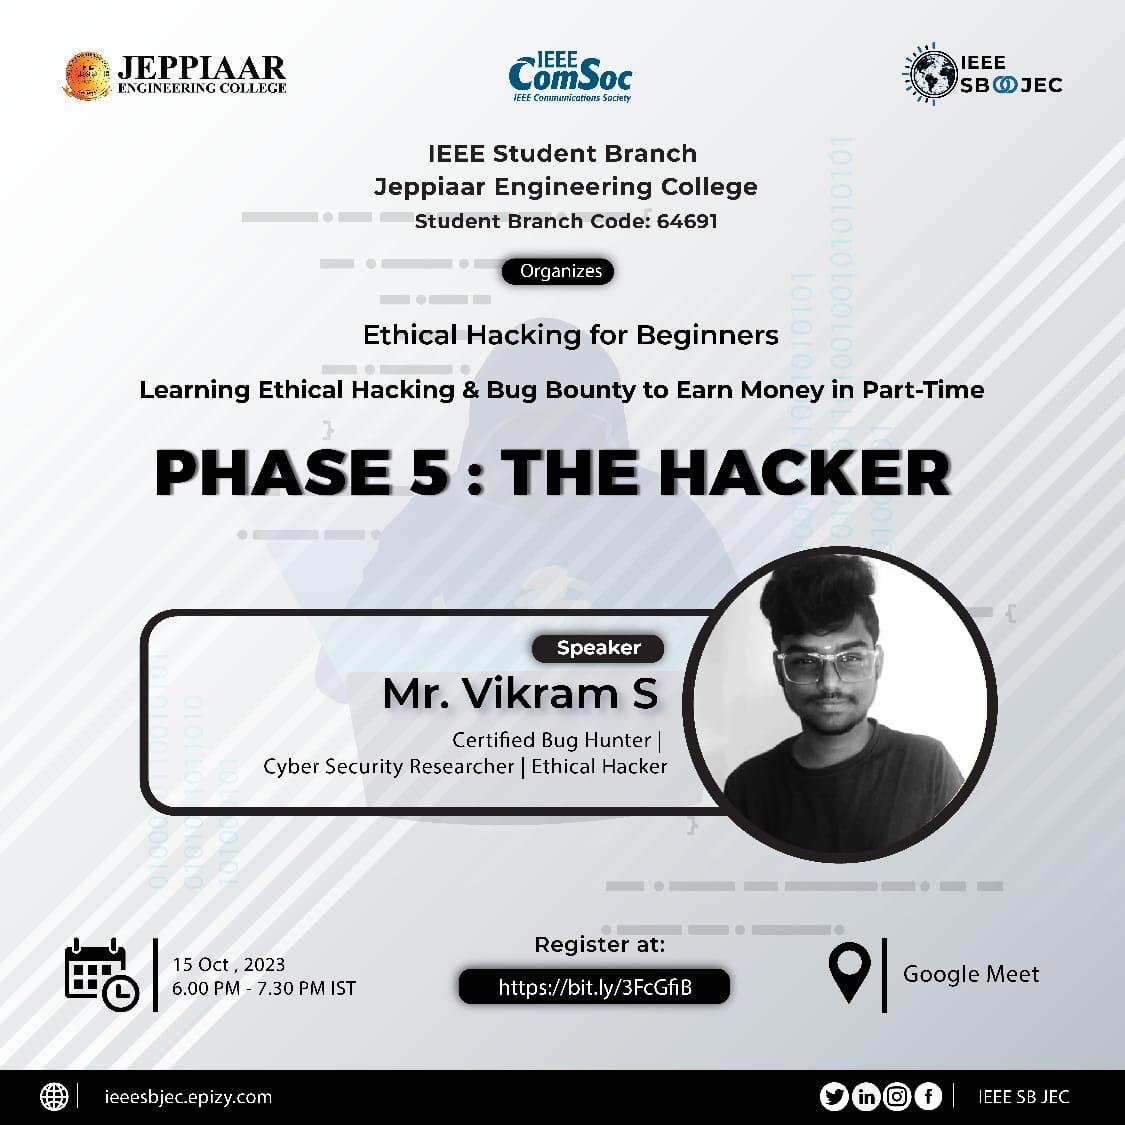 JEPPIAAR
ENGINEERING COLLEGE
IEEE
ComSoc
IEEE Communications Society
IEEE
SB JEC
IEEE Student Branch
Jeppiaar Engineering College
Student Branch Code: 64691
Organizes
Ethical Hacking for Beginners
Learning Ethical Hacking & Bug Bounty to Earn Money in Part-Time
PHASE 5 : THE HACKER
Speaker
Mr. Vikram S
Certified Bug Hunter |
Cyber Security Researcher | Ethical Hacker
15 Oct , 2023
6.00 PM - 7.30 PM IST
Register at:
https://bit.ly/3FcGfiB
Google Meet
ieeesbjec.epizy.com
IEEE SB JEC